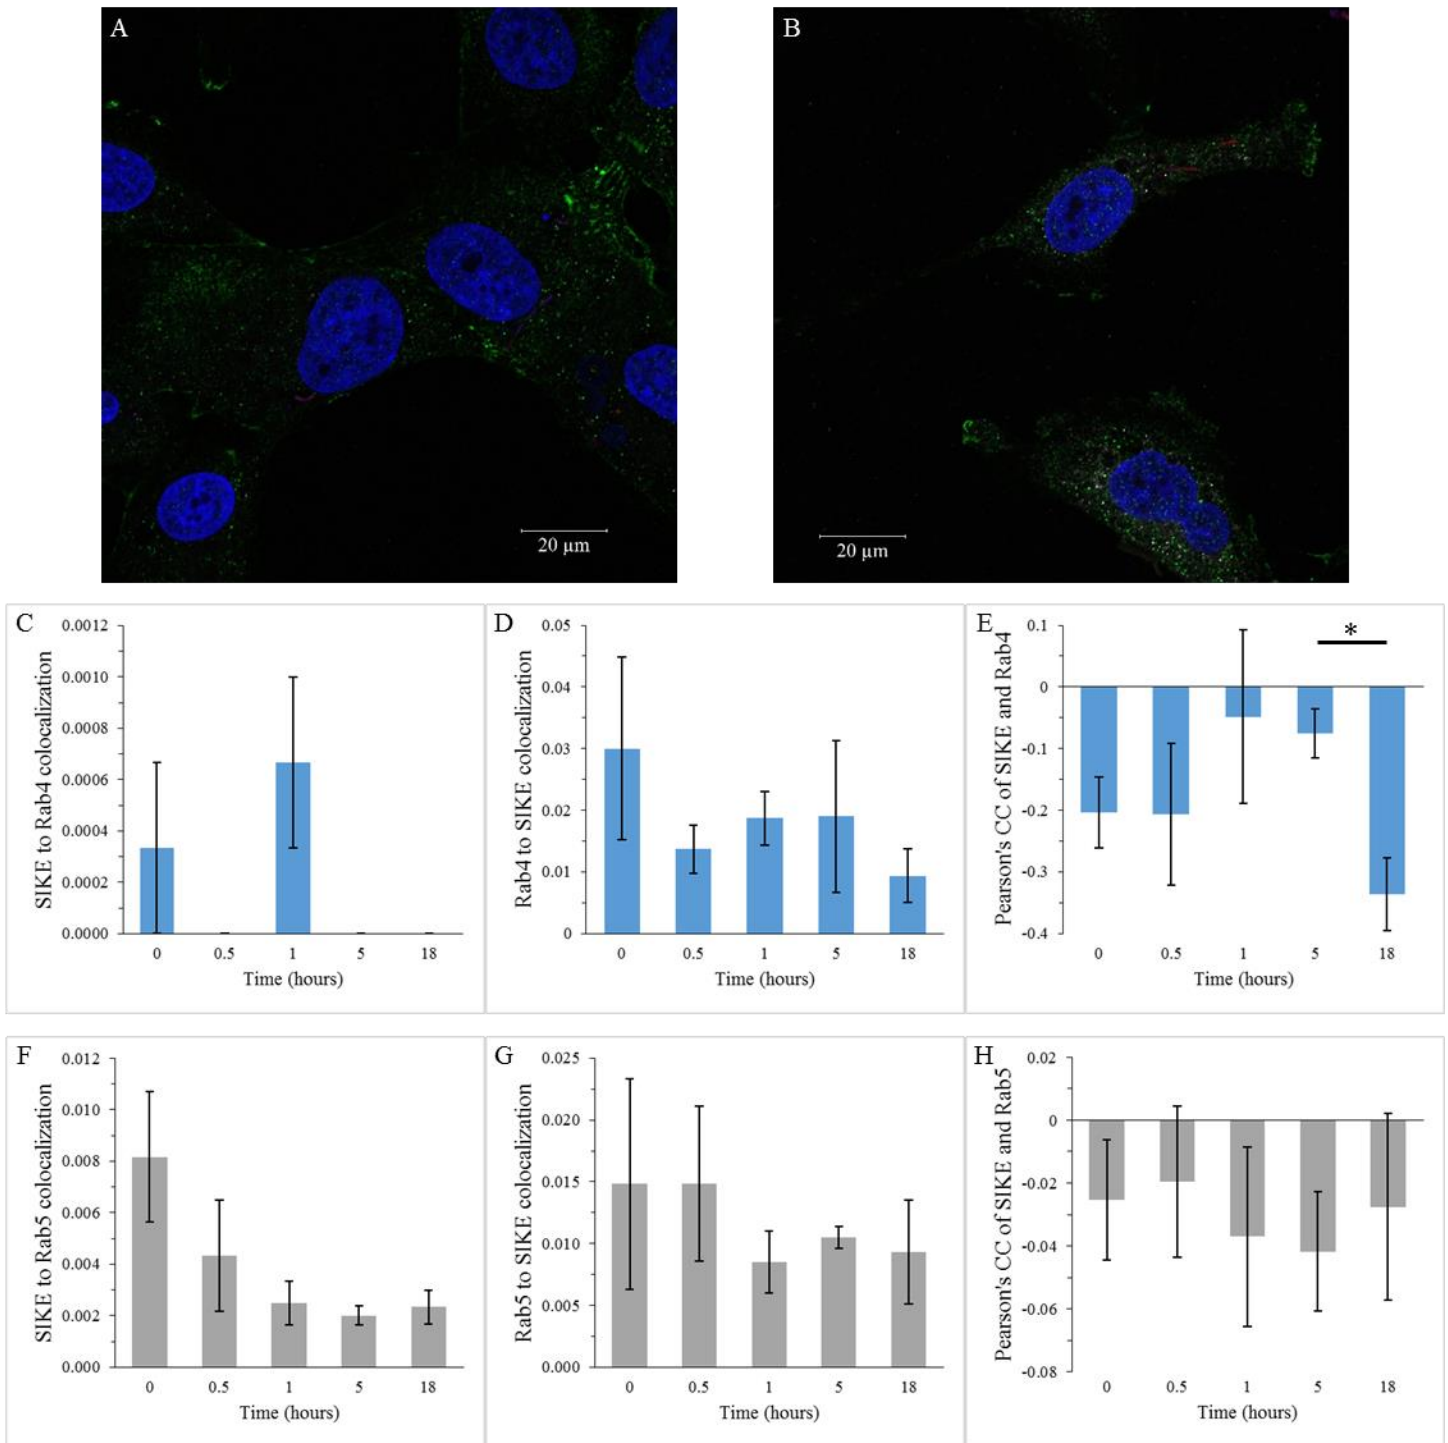 A
20 µm
B
20 µm
C
SIKE to Rab4 colocalization
0.0012
0.0010
0.0008
0.0006
0.0004
0.0002
0.0000
0 0.5 1 5 18
Time (hours)
D
Rab4 to SIKE colocalization
0.05
0.04
0.03
0.02
0.01
0
0 0.5 1 5 18
Time (hours)
E
Pearson's CC of SIKE and Rab4
0.1
0
-0.1
-0.2
-0.3
-0.4
*
0 0.5 1 5 18
Time (hours)
F
SIKE to Rab5 colocalization
0.012
0.010
0.008
0.006
0.004
0.002
0.000
0 0.5 1 5 18
Time (hours)
G
Rab5 to SIKE colocalization
0.025
0.020
0.015
0.010
0.005
0.000
0 0.5 1 5 18
Time (hours)
H
Pearson's CC of SIKE and Rab5
0.02
0
-0.02
-0.04
-0.06
-0.08
0 0.5 1 5 18
Time (hours)